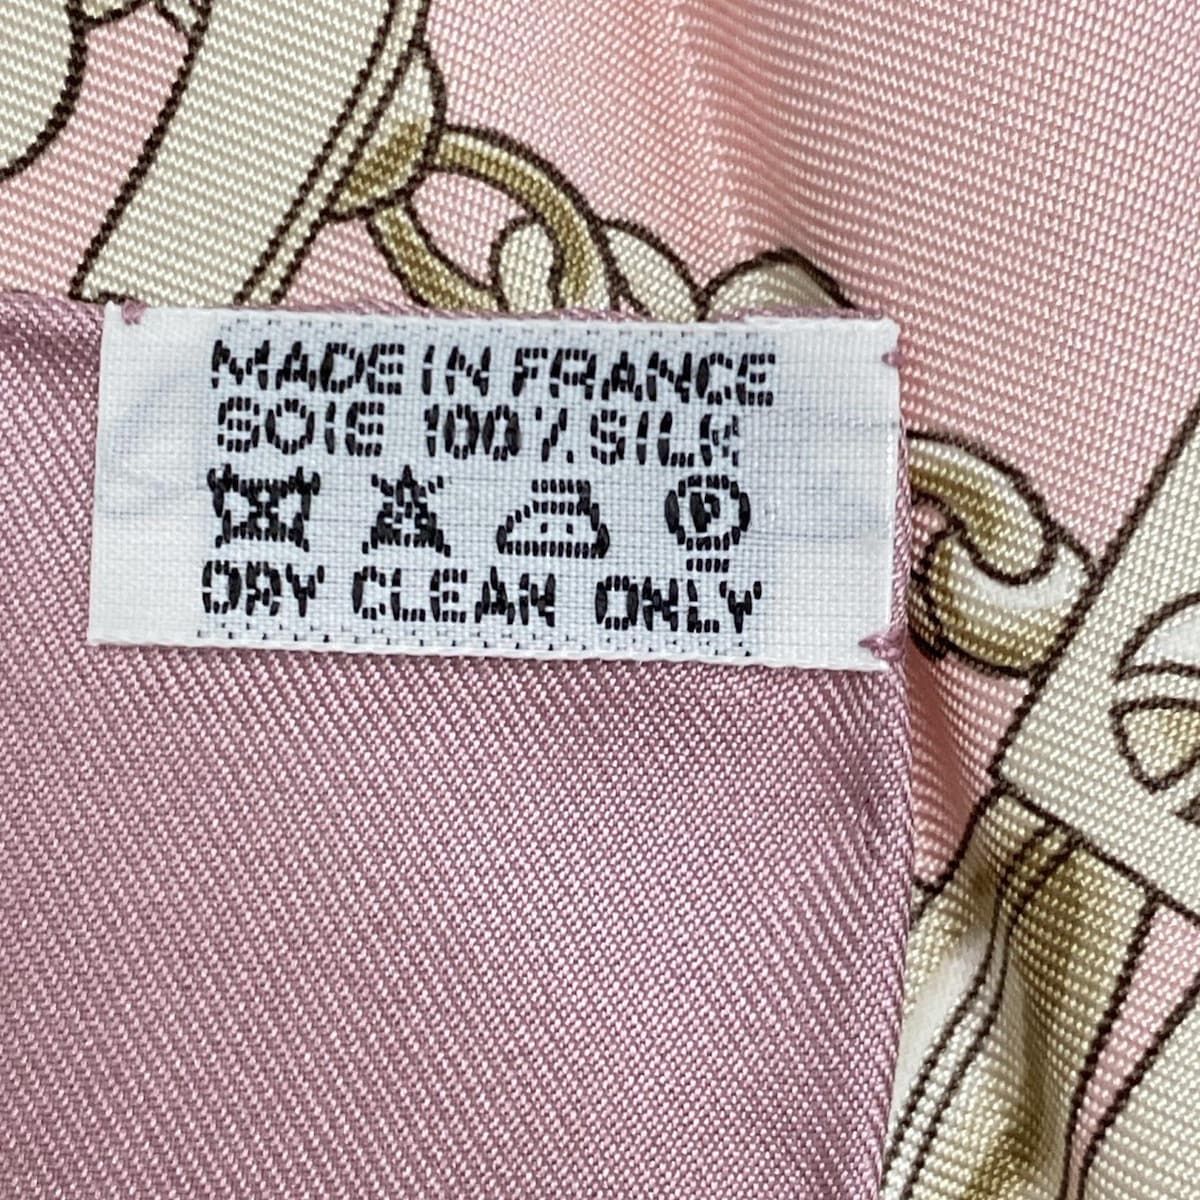 MADE IN FRANCE
SOIE 100% SILK
P
DRY CLEAN ONLY